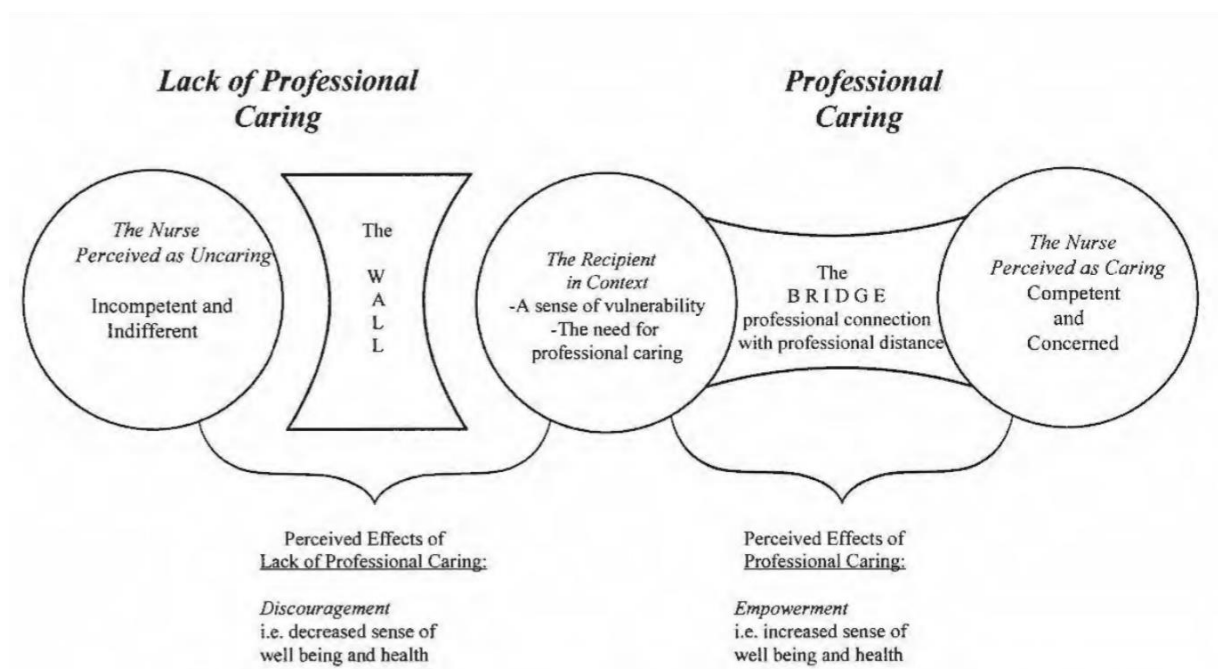 Lack of Professional
Caring
Professional
Caring
The Nurse
Perceived as Uncaring
Incompetent and
Indifferent
The
W
A
L
L
The Recipient
in Context
-A sense of vulnerability
-The need for
professional caring
The
B R I D G E
professional connection
with professional distance
The Nurse
Perceived as Caring
Competent
and
Concerned
Perceived Effects of
Lack of Professional Caring:
Discouragement
i.e. decreased sense of
well being and health
Perceived Effects of
Professional Caring:
Empowerment
i.e. increased sense of
well being and health